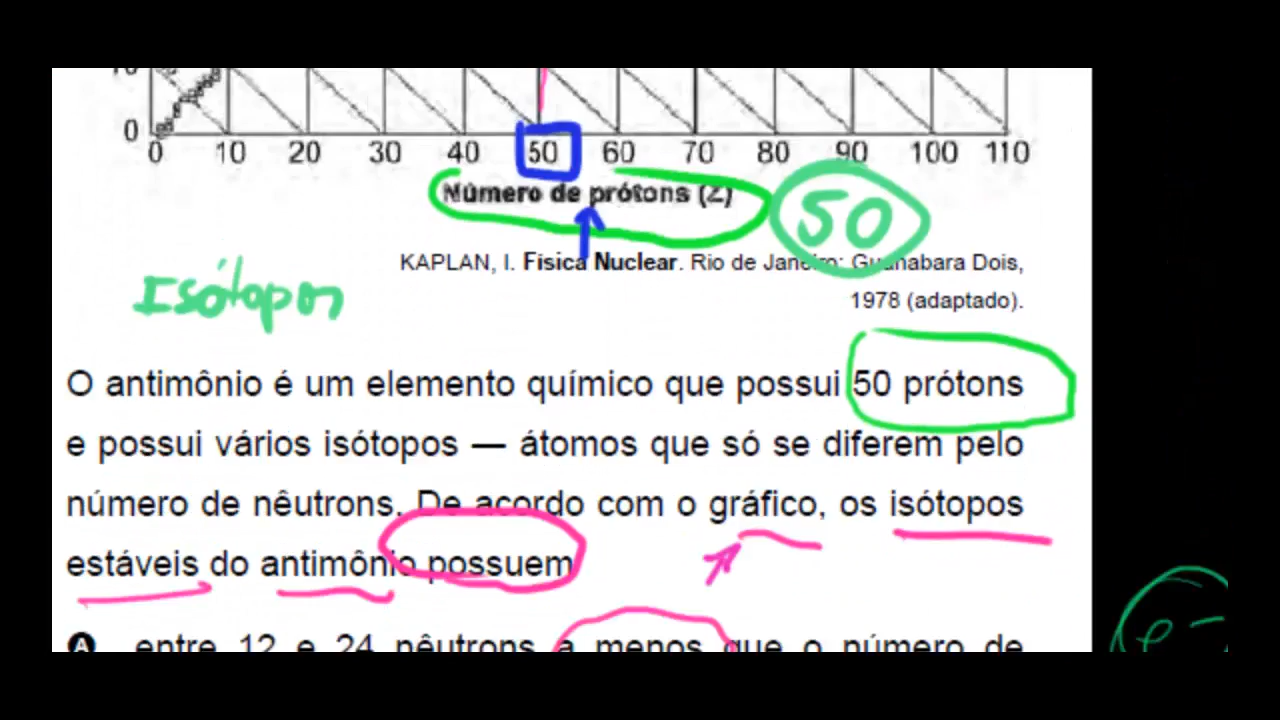 0
0 10 20 30 40 50 60 70 80 90 100 110
Número de prótons (Z)
50
KAPLAN, I. Física Nuclear. Rio de Janeiro: Guanabara Dois,
1978 (adaptado).
Isótopos
O antimônio é um elemento químico que possui 50 prótons
e possui vários isótopos — átomos que só se diferem pelo
número de nêutrons. De acordo com o gráfico, os isótopos
estáveis do antimônio possuem
A entre 12 e 24 nêutrons a menos que o número de
e-